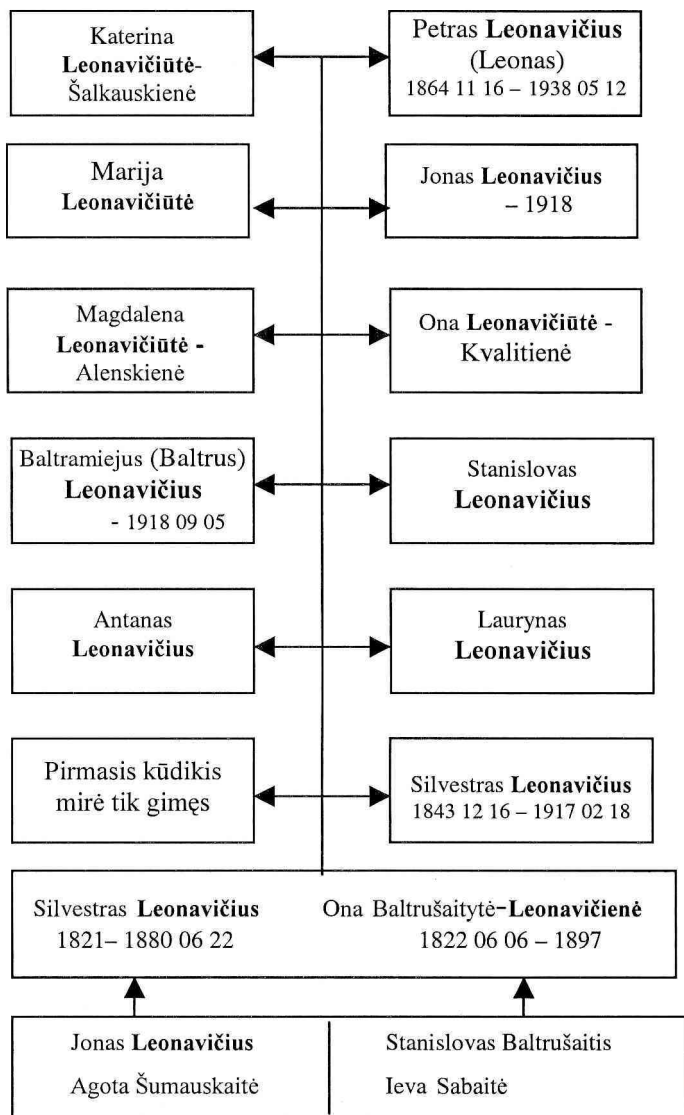 Katerina
Leonavičiūtė-
Šalkauskienė
Petras Leonavičius
(Leonas)
1864 11 16 – 1938 05 12
Marija
Leonavičiūtė
Jonas Leonavičius
– 1918
Magdalena
Leonavičiūtė -
Alenskienė
Ona Leonavičiūtė -
Kvalitienė
Baltramiejus (Baltrus)
Leonavičius
- 1918 09 05
Stanislovas
Leonavičius
Antanas
Leonavičius
Laurynas
Leonavičius
Pirmasis kūdikis
mirė tik gimęs
Silvestras Leonavičius
1843 12 16 – 1917 02 18
Silvestras Leonavičius
1821– 1880 06 22
Ona Baltrušaitytė-Leonavičienė
1822 06 06 – 1897
Jonas Leonavičius
Agota Šumauskaitė
Stanislovas Baltrušaitis
Ieva Sabaitė